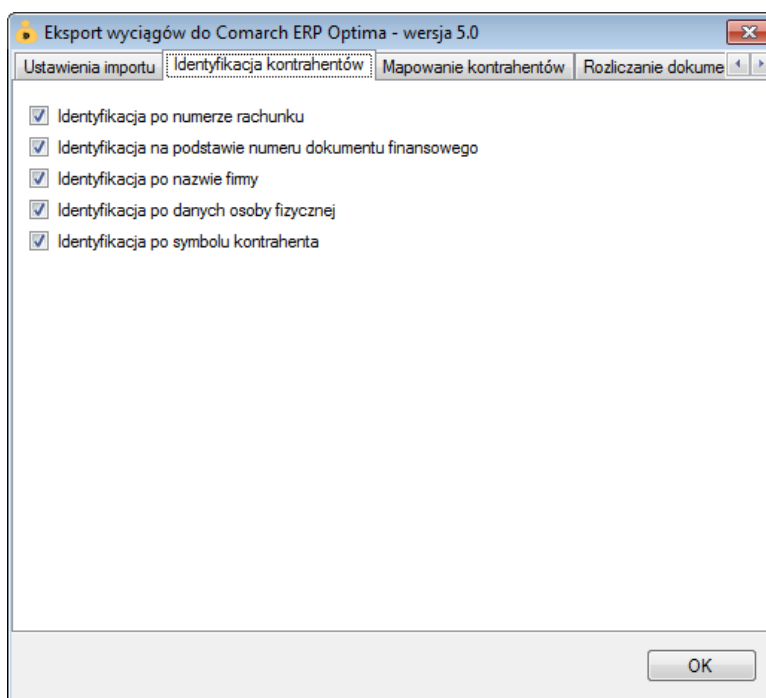 Eksport wyciągów do Comarch ERP Optima - wersja 5.0
Ustawienia importu Identyfikacja kontrahentów Mapowanie kontrahentów Rozliczanie dokume
Identyfikacja po numerze rachunku
Identyfikacja na podstawie numeru dokumentu finansowego
Identyfikacja po nazwie firmy
Identyfikacja po danych osoby fizycznej
Identyfikacja po symbolu kontrahenta
OK